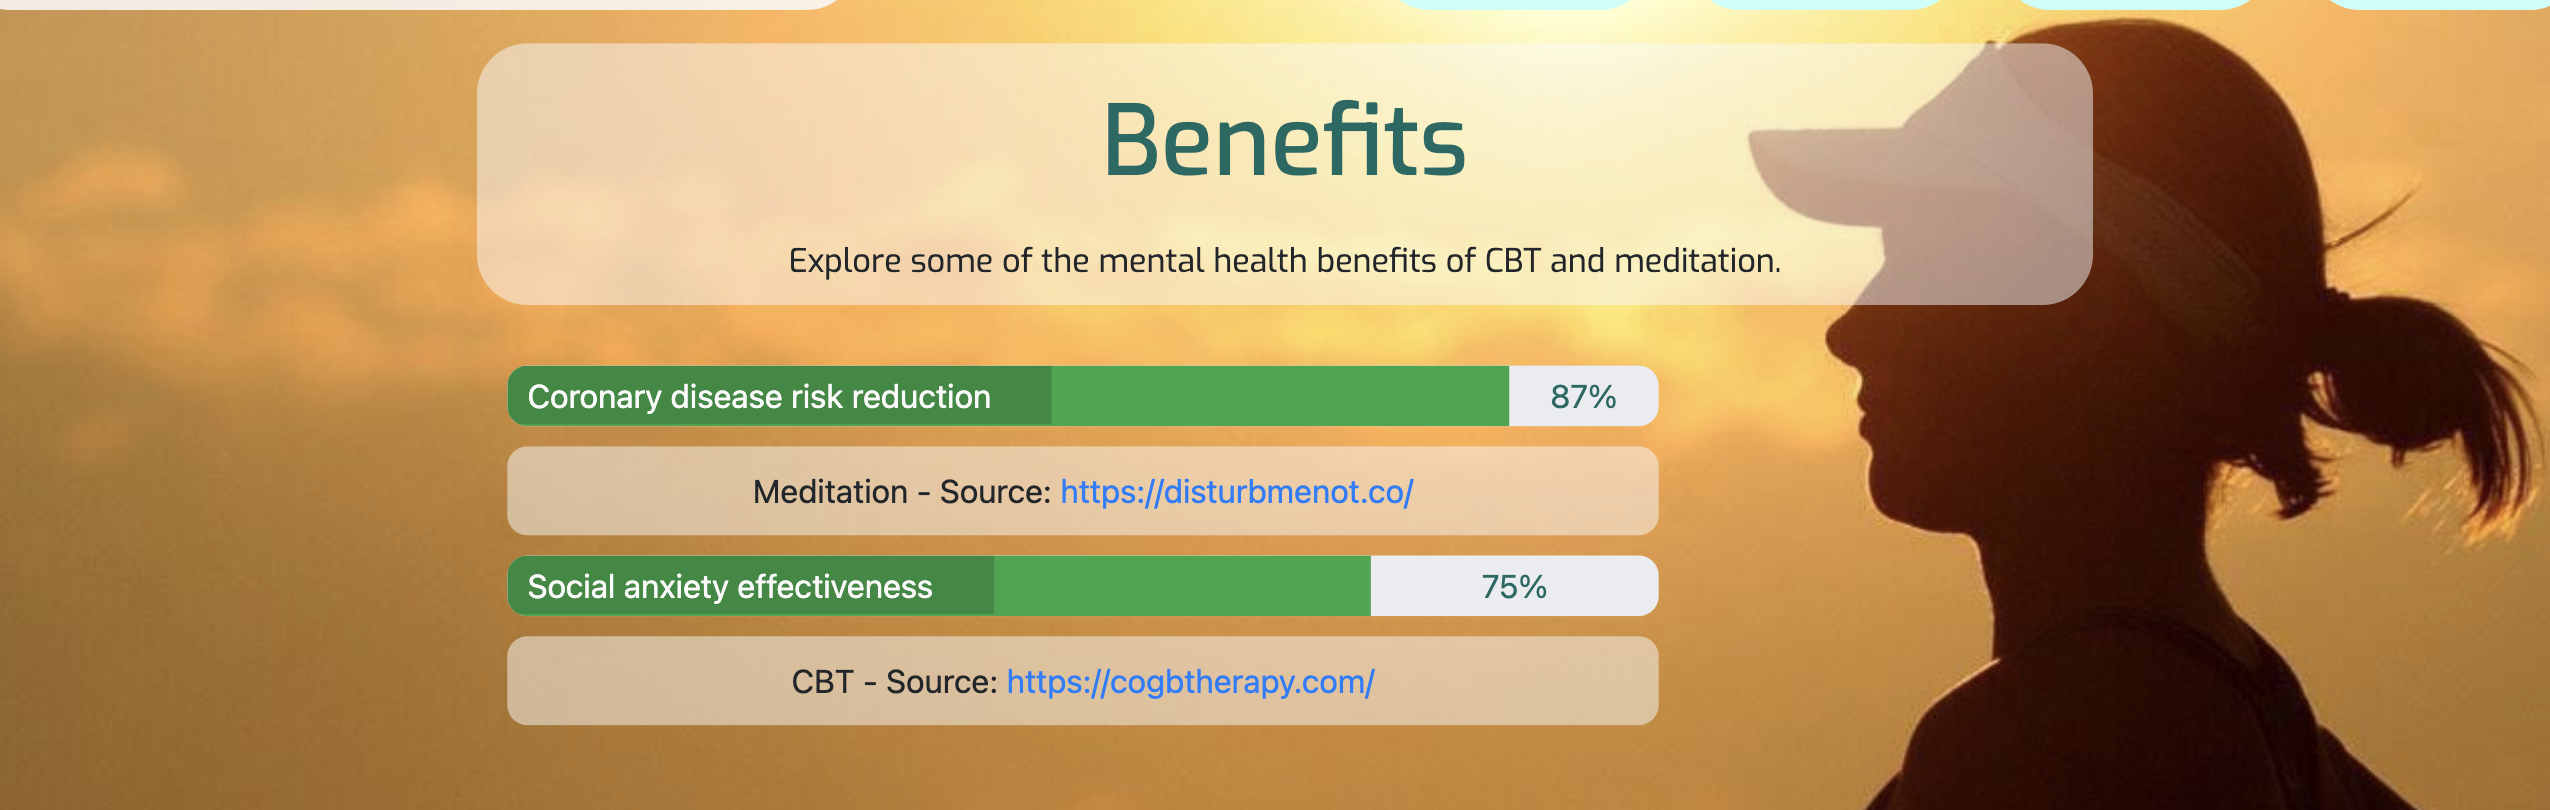 Benefits
Explore some of the mental health benefits of CBT and meditation.
Coronary disease risk reduction 87%
Meditation - Source: https://disturbmenot.co/
Social anxiety effectiveness 75%
CBT - Source: https://cogbtherapy.com/